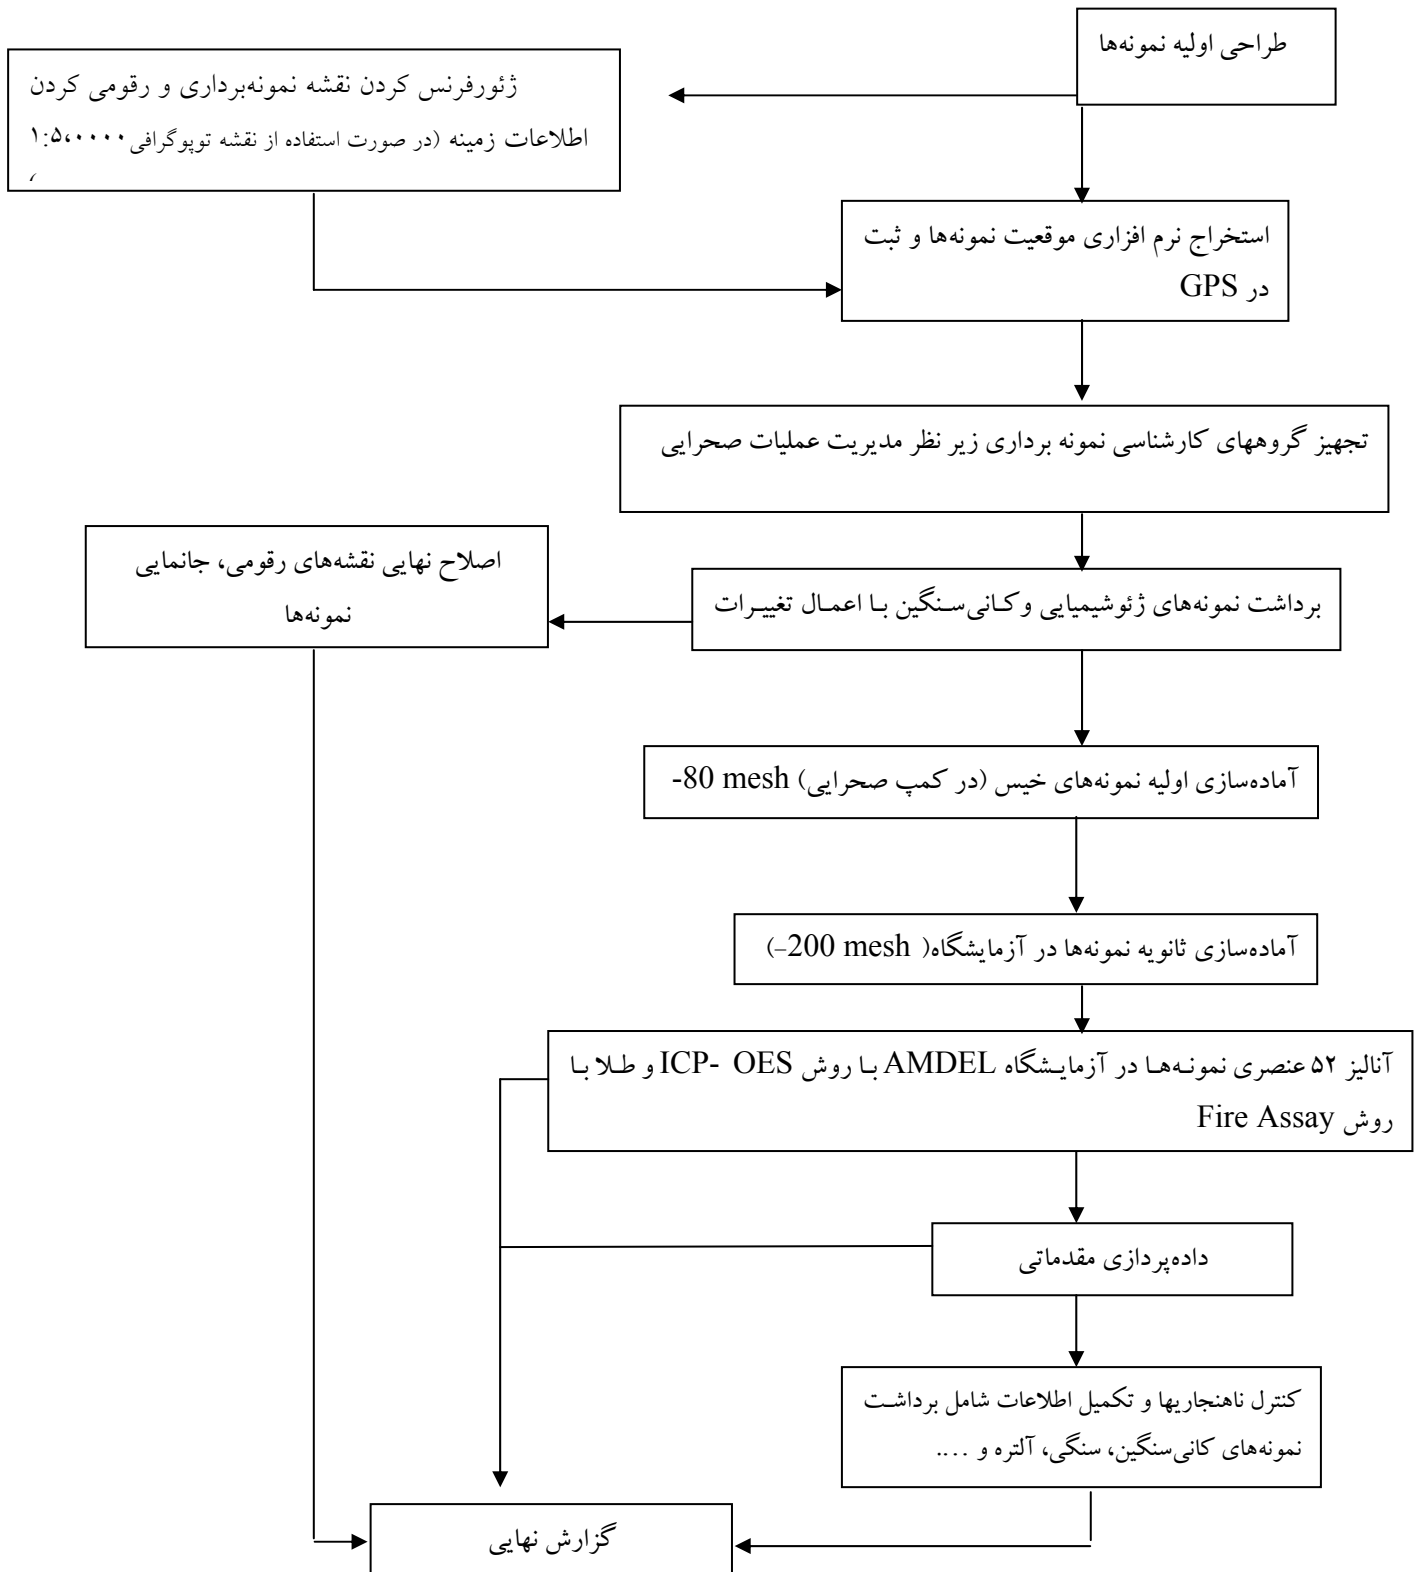 طراحی اولیه نمونه‌ها
ژئورفرنس کردن نقشه نمونه‌برداری و رقومی کردن
اطلاعات زمینه (در صورت استفاده از نقشه توپوگرافی ۱:۵،۰۰۰۰
استخراج نرم افزاری موقعیت نمونه‌ها و ثبت
در GPS
تجهیز گروههای کارشناسی نمونه برداری زیر نظر مدیریت عملیات صحرایی
اصلاح نهایی نقشه‌های رقومی، جانمایی
نمونه‌ها
برداشت نمونه‌های ژئوشیمیایی وکانی‌سنگین با اعمال تغییرات
آماده‌سازی اولیه نمونه‌های خیس (در کمپ صحرایی) -80 mesh
آماده‌سازی ثانویه نمونه‌ها در آزمایشگاه( -200 mesh)
آنالیز ۵۲ عنصری نمونه‌ها در آزمایشگاه AMDEL با روش ICP- OES و طلا با
روش Fire Assay
داده‌پردازی مقدماتی
کنترل ناهنجاریها و تکمیل اطلاعات شامل برداشت
نمونه‌های کانی‌سنگین، سنگی، آلتره و ....
گزارش نهایی